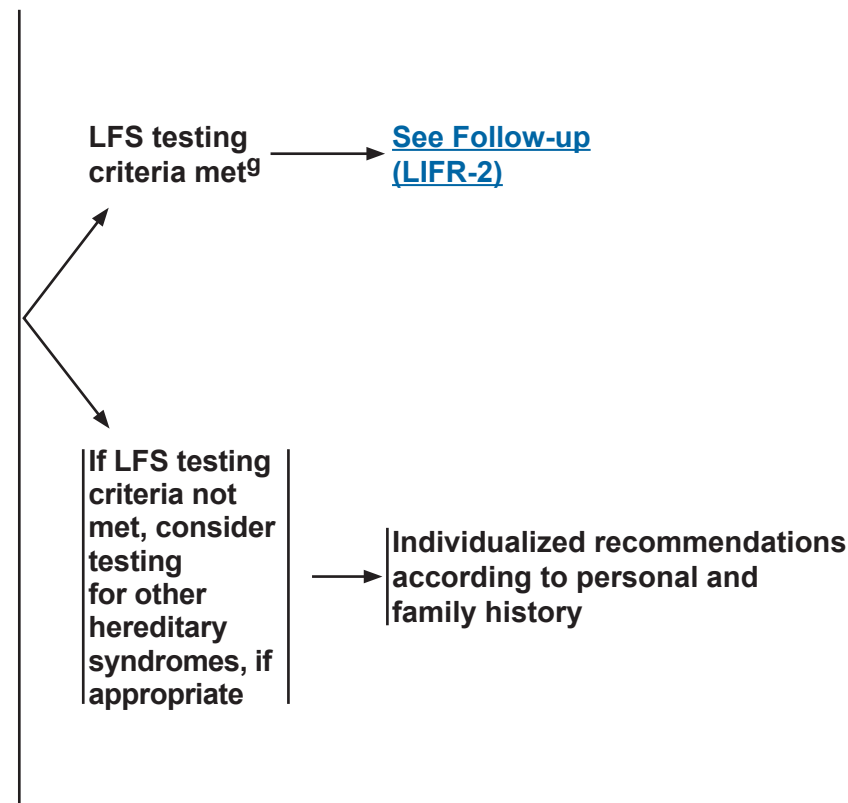 LFS testing
criteria metg
See Follow-up
(LIFR-2)
If LFS testing
criteria not
met, consider
testing
for other
hereditary
syndromes, if
appropriate
Individualized recommendations
according to personal and
family history